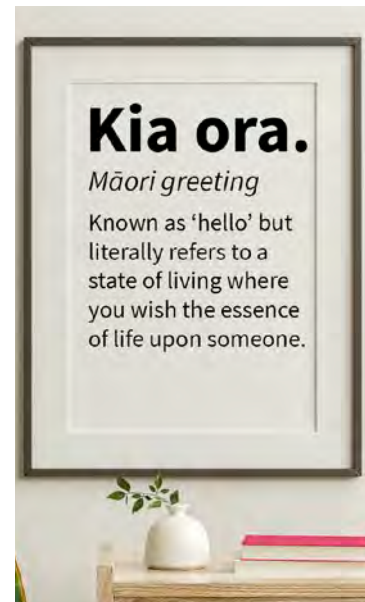 Kia ora.
Māori greeting
Known as ‘hello’ but
literally refers to a
state of living where
you wish the essence
of life upon someone.